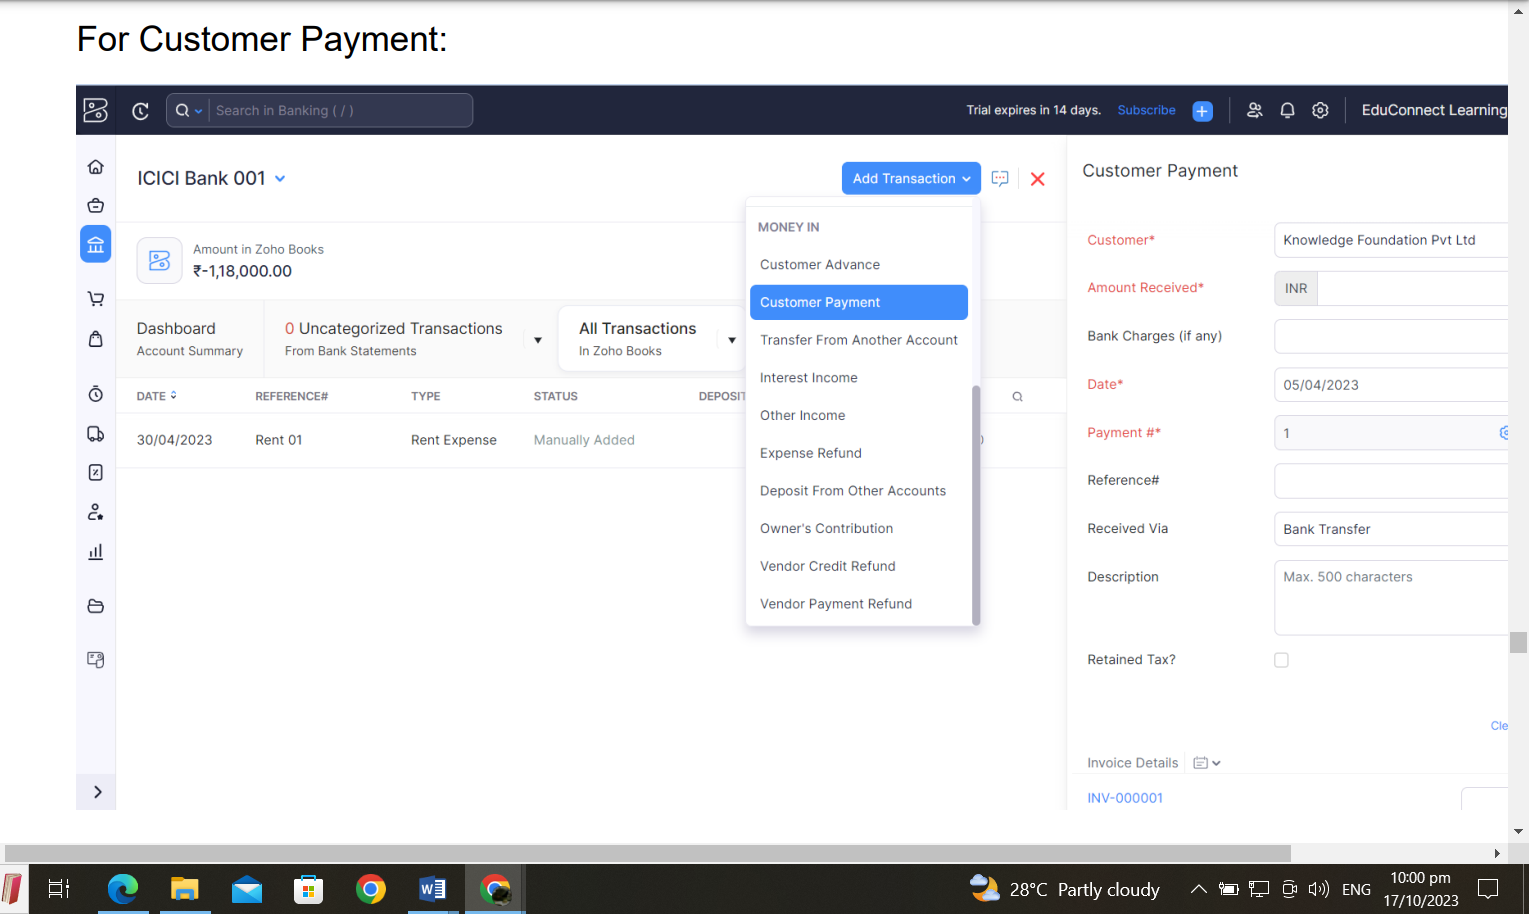 For Customer Payment:
Search in Banking ( / )
Trial expires in 14 days. Subscribe
EduConnect Learning
ICICI Bank 001
Add Transaction
Amount in Zoho Books
₹-1,18,000.00
Dashboard
Account Summary
0 Uncategorized Transactions
From Bank Statements
All Transactions
In Zoho Books
DATE REFERENCE# TYPE STATUS DEPOSIT
30/04/2023 Rent 01 Rent Expense Manually Added
MONEY IN
Customer Advance
Customer Payment
Transfer From Another Account
Interest Income
Other Income
Expense Refund
Deposit From Other Accounts
Owner's Contribution
Vendor Credit Refund
Vendor Payment Refund
Customer Payment
Customer* Knowledge Foundation Pvt Ltd
Amount Received* INR
Bank Charges (if any)
Date* 05/04/2023
Payment #* 1
Reference#
Received Via Bank Transfer
Description Max. 500 characters
Retained Tax?
Cle
Invoice Details
INV-000001
28°C Partly cloudy
ENG
10:00 pm
17/10/2023